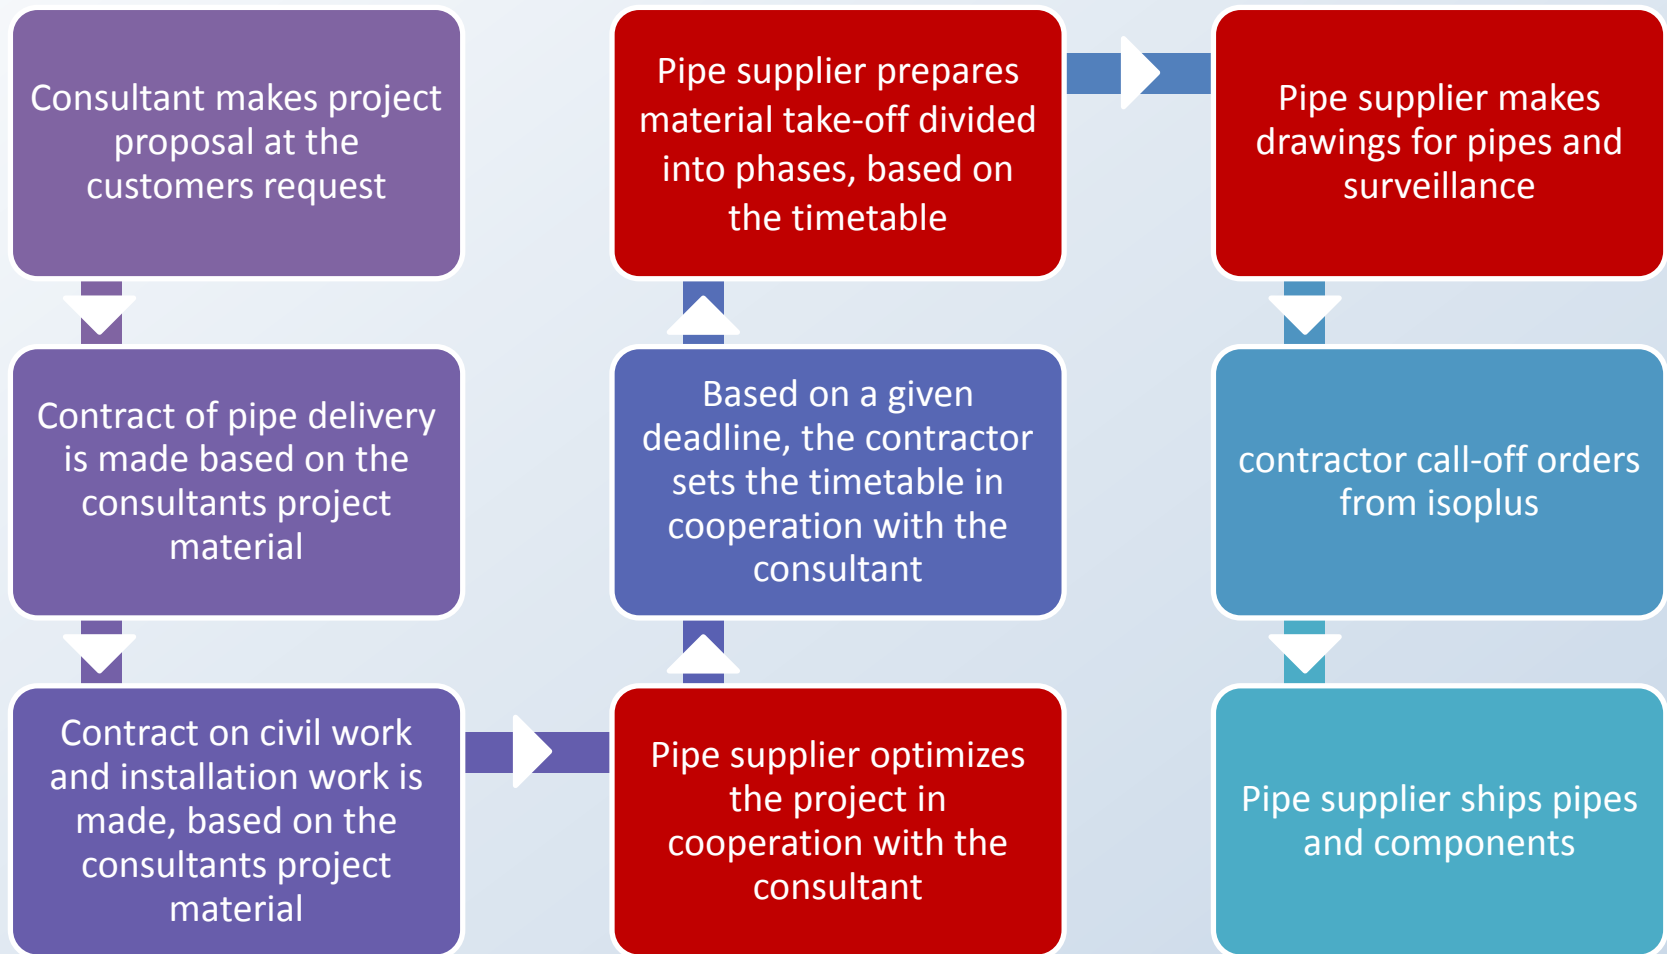 Consultant makes project
proposal at the
customers request
Contract of pipe delivery
is made based on the
consultants project
material
Contract on civil work
and installation work is
made, based on the
consultants project
material
Pipe supplier optimizes
the project in
cooperation with the
consultant
Based on a given
deadline, the contractor
sets the timetable in
cooperation with the
consultant
Pipe supplier prepares
material take-off divided
into phases, based on
the timetable
Pipe supplier makes
drawings for pipes and
surveillance
contractor call-off orders
from isoplus
Pipe supplier ships pipes
and components